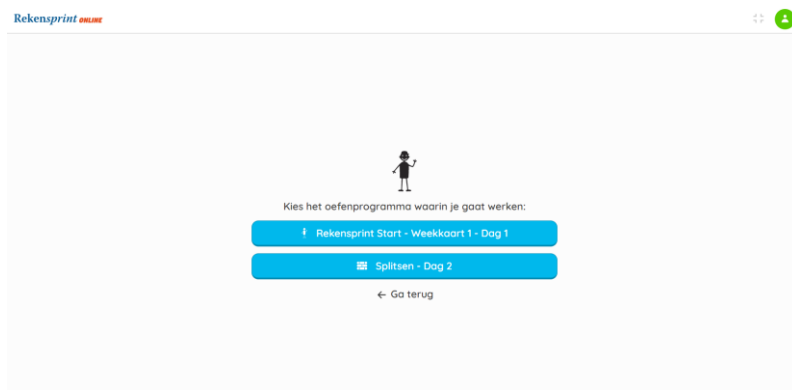 Rekensprint ONLINE
Kies het oefenprogramma waarin je gaat werken:
Rekensprint Start - Weekkaart 1 - Dag 1
Splitsen - Dag 2
← Ga terug